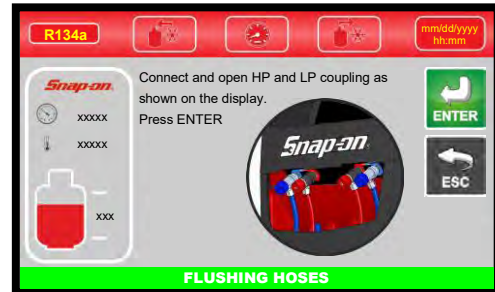 R134a
mm/dd/yyyy
hh:mm
Snap-on
xxxxx
xxxxx
xxx
Connect and open HP and LP coupling as
shown on the display.
Press ENTER
Snap-on
ENTER
ESC
FLUSHING HOSES